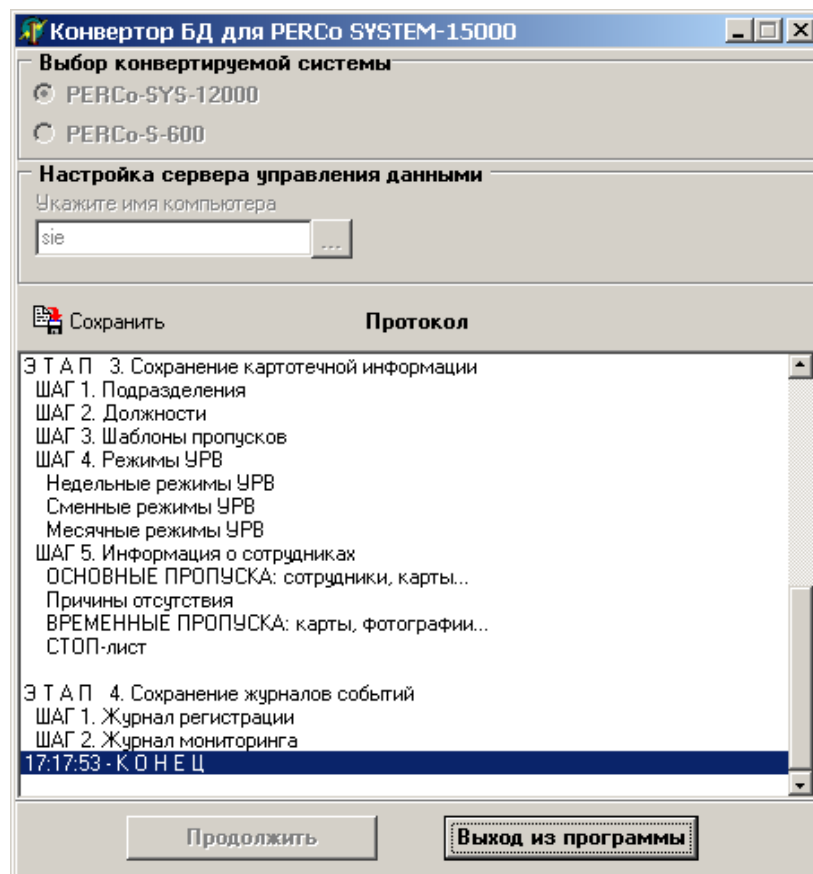 Конвертор БД для PERCo SYSTEM-15000
Выбор конвертируемой системы
PERCo-SYS-12000
PERCo-S-600
Настройка сервера управления данными
Укажите имя компьютера
sie
...
Сохранить Протокол
Э Т А П 3. Сохранение картотечной информации
ШАГ 1. Подразделения
ШАГ 2. Должности
ШАГ 3. Шаблоны пропусков
ШАГ 4. Режимы УРВ
Недельные режимы УРВ
Сменные режимы УРВ
Месячные режимы УРВ
ШАГ 5. Информация о сотрудниках
ОСНОВНЫЕ ПРОПУСКА: сотрудники, карты...
Причины отсутствия
ВРЕМЕННЫЕ ПРОПУСКА: карты, фотографии...
СТОП-лист
Э Т А П 4. Сохранение журналов событий
ШАГ 1. Журнал регистрации
ШАГ 2. Журнал мониторинга
17:17:53 - К О Н Е Ц
Продолжить Выход из программы